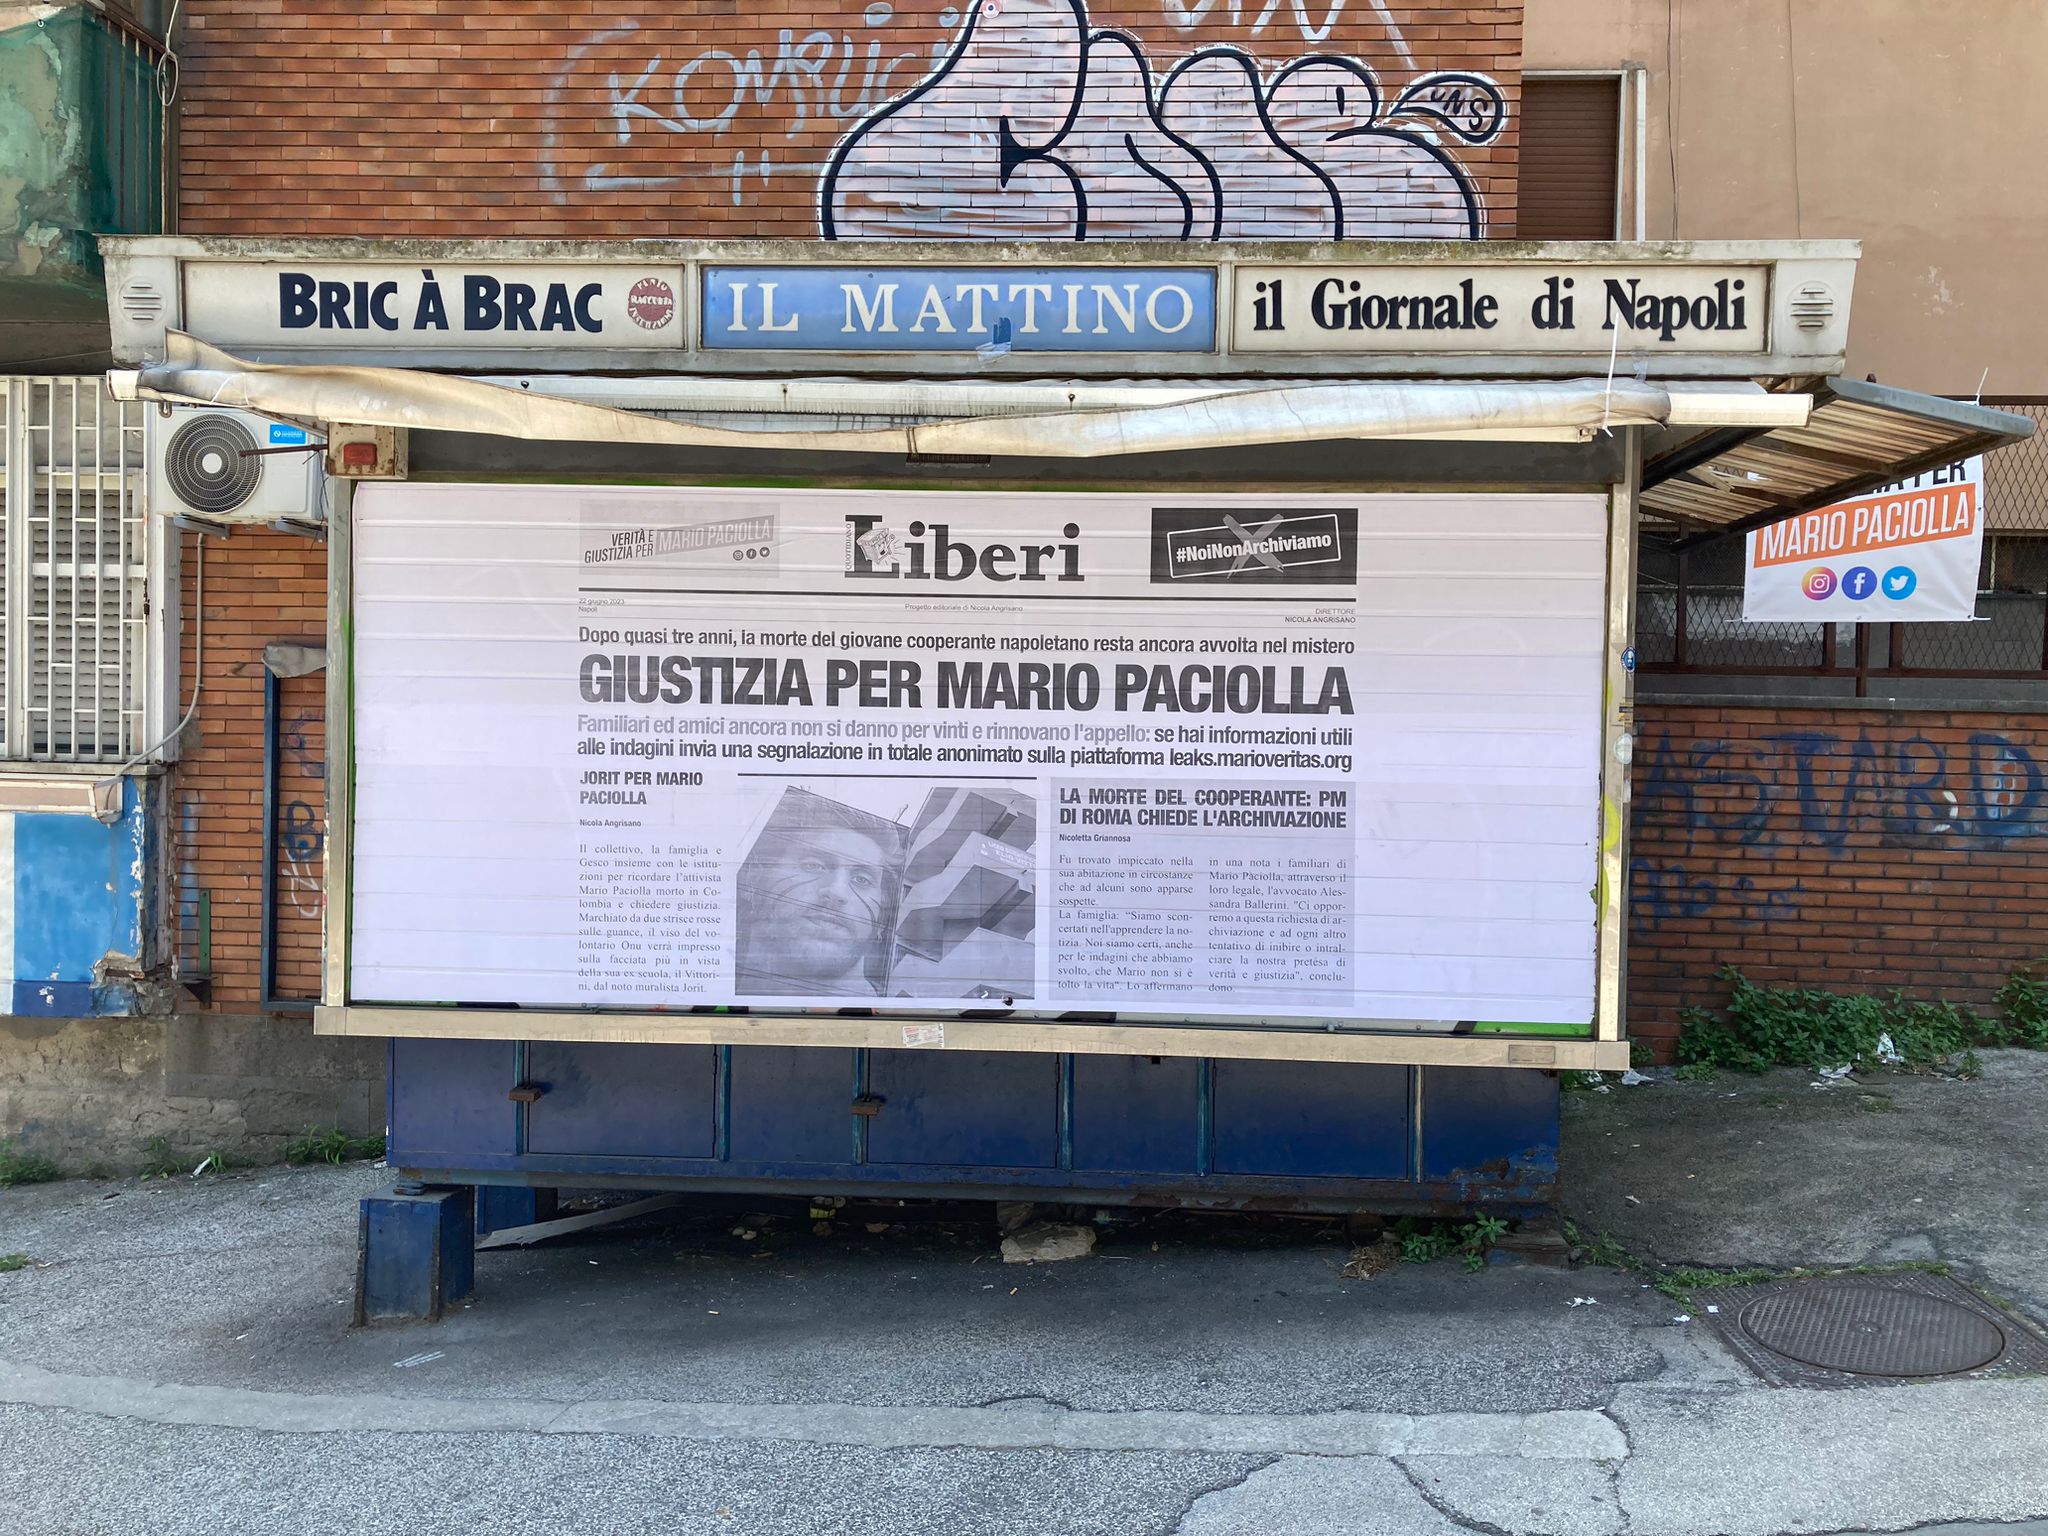 KOMPLICI
UNS
BRIC À BRAC
IL MATTINO
il Giornale di Napoli
VERITÀ E
GIUSTIZIA PER MARIO PACIOLLA
QUOTIDIANO
Liberi
#NoiNonArchiviamo
22 giugno 2023
Napoli
Progetto editoriale di Nicola Angrisano
DIRETTORE
NICOLA ANGRISANO
Dopo quasi tre anni, la morte del giovane cooperante napoletano resta ancora avvolta nel mistero
GIUSTIZIA PER MARIO PACIOLLA
Familiari ed amici ancora non si danno per vinti e rinnovano l'appello: se hai informazioni utili
alle indagini invia una segnalazione in totale anonimato sulla piattaforma leaks.marioveritas.org
JORIT PER MARIO
PACIOLLA
Nicola Angrisano
Il collettivo, la famiglia e
Gesco insieme con le istitu-
zioni per ricordare l'attivista
Mario Paciolla morto in Co-
lombia e chiedere giustizia.
Marchiato da due strisce rosse
sulle guance, il viso del vo-
lontario Onu verrà impresso
sulla facciata più in vista
della sua ex scuola, il Vittori-
ni, dal noto muralista Jorit.
LA MORTE DEL COOPERANTE: PM
DI ROMA CHIEDE L'ARCHIVIAZIONE
Nicoletta Griannosa
Fu trovato impiccato nella
sua abitazione in circostanze
che ad alcuni sono apparse
sospette.
La famiglia: “Siamo scon-
certati nell'apprendere la no-
tizia. Noi siamo certi, anche
per le indagini che abbiamo
svolto, che Mario non si è
tolto la vita". Lo affermano
in una nota i familiari di
Mario Paciolla, attraverso il
loro legale, l'avvocato Ales-
sandra Ballerini. "Ci oppor-
remo a questa richiesta di ar-
chiviazione e ad ogni altro
tentativo di inibire o intral-
ciare la nostra pretesa di
verità e giustizia", conclu-
dono.
PER
MARIO PACIOLLA